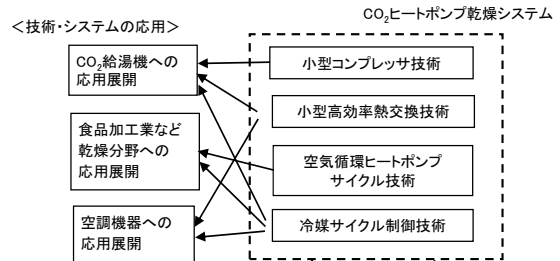 CO2ヒートポンプ乾燥システム
＜技術・システムの応用＞
CO2給湯機への
応用展開
食品加工業など
乾燥分野への
応用展開
空調機器への
応用展開
小型コンプレッサ技術
小型高効率熱交換技術
空気循環ヒートポンプ
サイクル技術
冷媒サイクル制御技術